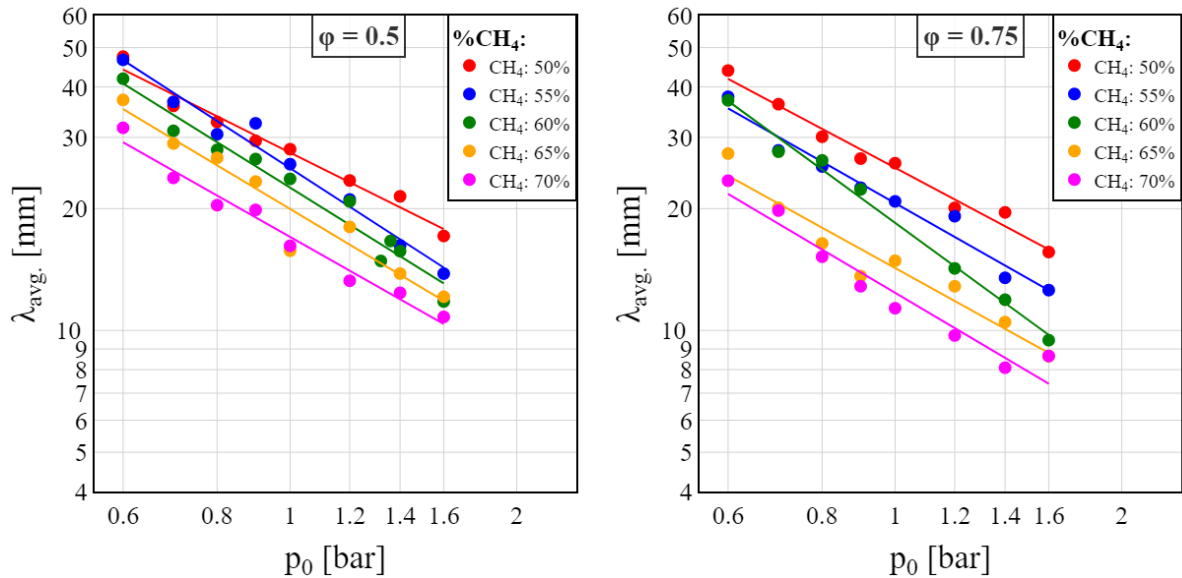 φ = 0.5
%CH₄:
CH₄: 50%
CH₄: 55%
CH₄: 60%
CH₄: 65%
CH₄: 70%
60
50
40
30
20
10
9
8
7
6
5
4
λavg. [mm]
0.6
0.8
1
1.2
1.4
1.6
2
p₀ [bar]
φ = 0.75
%CH₄:
CH₄: 50%
CH₄: 55%
CH₄: 60%
CH₄: 65%
CH₄: 70%
60
50
40
30
20
10
9
8
7
6
5
4
λavg. [mm]
0.6
0.8
1
1.2
1.4
1.6
2
p₀ [bar]